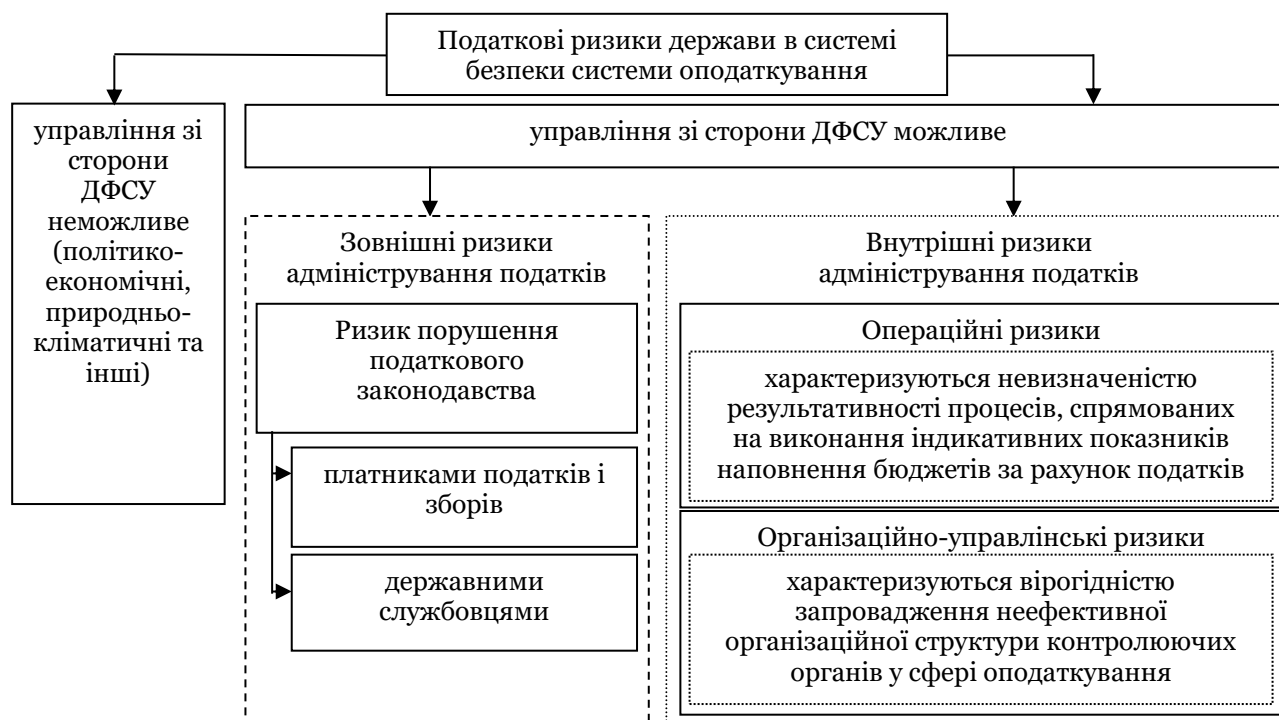 Податкові ризики держави в системі
безпеки системи оподаткування
управління зі
сторони
ДФСУ
неможливе
(політико-
економічні,
природньо-
кліматичні та
інші)
управління зі сторони ДФСУ можливе
Зовнішні ризики
адміністрування податків
Ризик порушення
податкового
законодавства
платниками податків і
зборів
державними
службовцями
Внутрішні ризики
адміністрування податків
Операційні ризики
характеризуються невизначеністю
результативності процесів, спрямованих
на виконання індикативних показників
наповнення бюджетів за рахунок податків
Організаційно-управлінські ризики
характеризуються вірогідністю
запровадження неефективної
організаційної структури контролюючих
органів у сфері оподаткування